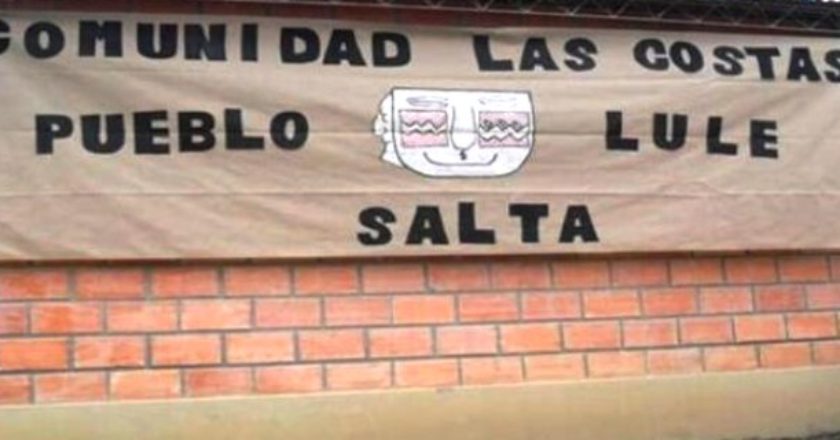 COMUNIDAD LAS COSTAS
PUEBLO LULE
SALTA